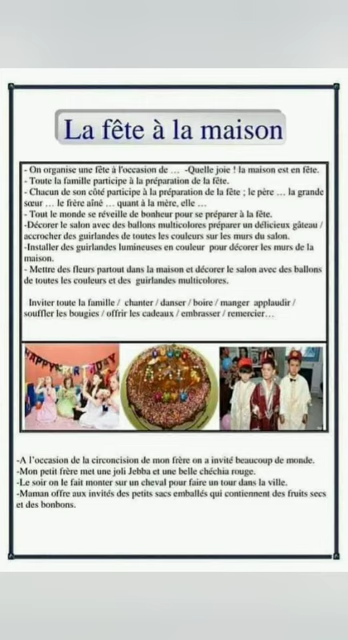 La fête à la maison
- On organise une fête à l'occasion de … -Quelle joie ! la maison est en fête.
- Toute la famille participe à la préparation de la fête.
- Chacun de son côté participe à la préparation de la fête ; le père … la grande
sœur … le frère aîné … quant à la mère, elle …
- Tout le monde se réveille de bonheur pour se préparer à la fête.
-Décorer le salon avec des ballons multicolores préparer un délicieux gâteau /
accrocher des guirlandes de toutes les couleurs sur les murs du salon.
-Installer des guirlandes lumineuses en couleur pour décorer les murs de la
maison.
- Mettre des fleurs partout dans la maison et décorer le salon avec des ballons
de toutes les couleurs et des guirlandes multicolores.
Inviter toute la famille / chanter / danser / boire / manger applaudir /
souffler les bougies / offrir les cadeaux / embrasser / remercier…
-A l'occasion de la circoncision de mon frère on a invité beaucoup de monde.
-Mon petit frère met une joli Jebba et une belle chéchia rouge.
-Le soir on le fait monter sur un cheval pour faire un tour dans la ville.
-Maman offre aux invités des petits sacs emballés qui contiennent des fruits secs
et des bonbons.